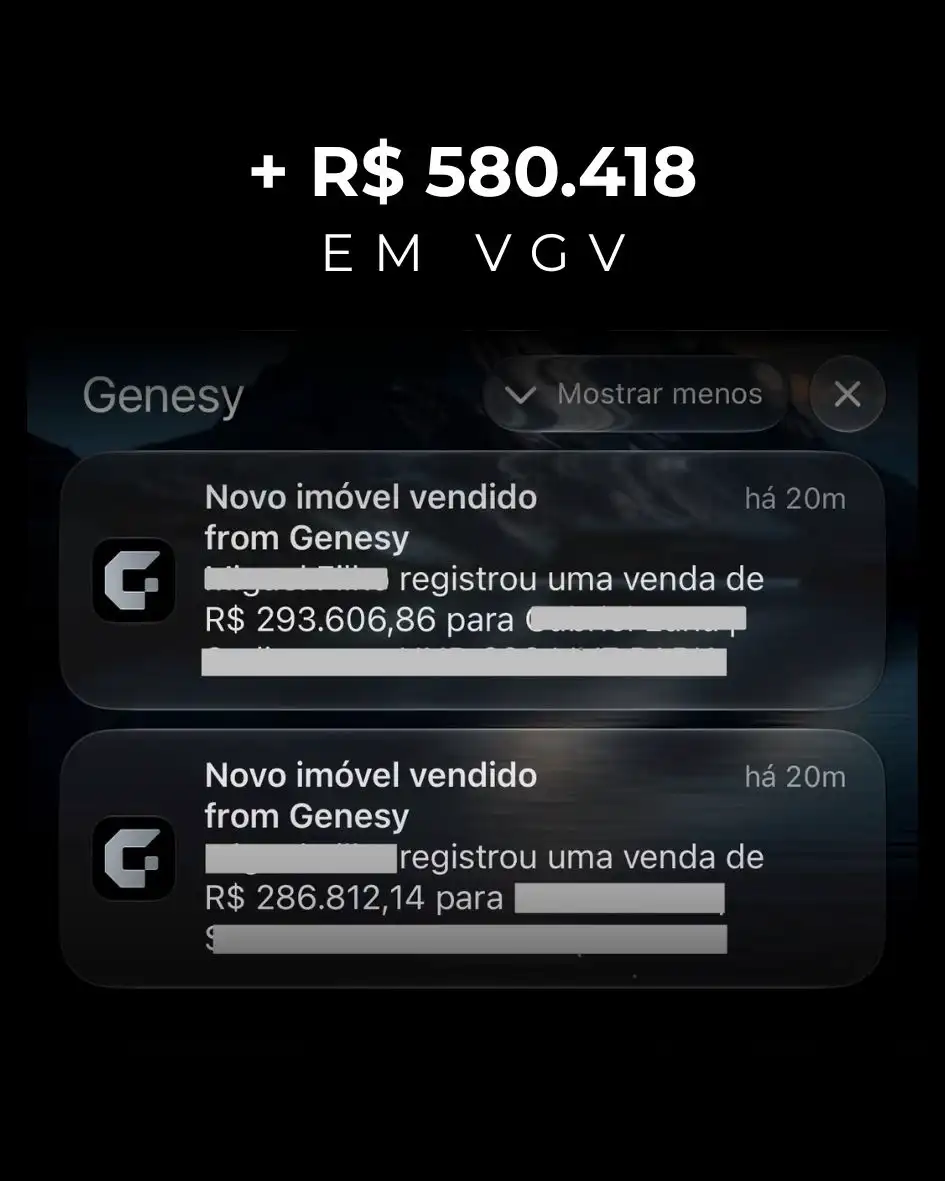 + R$ 580.418
EM VGV
Genesy
Mostrar menos
Novo imóvel vendido
há 20m
from Genesy
registrou uma venda de
R$ 293.606,86 para
Novo imóvel vendido
há 20m
from Genesy
registrou uma venda de
R$ 286.812,14 para